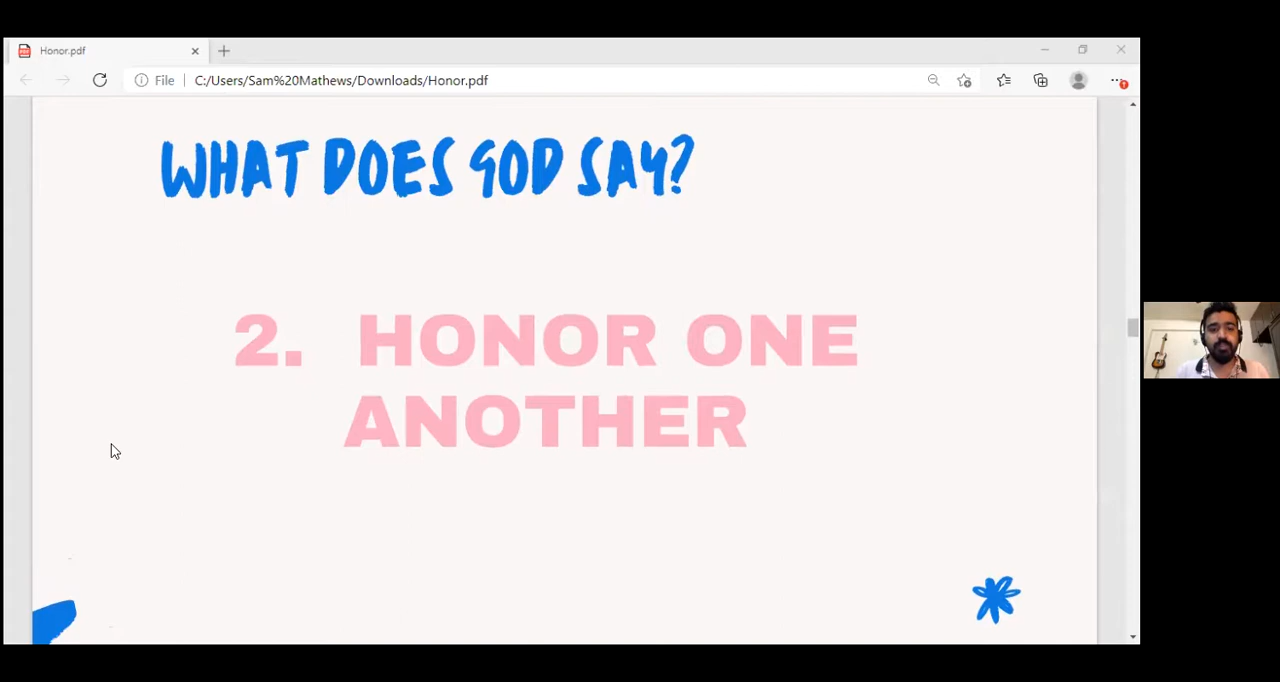 Honor.pdf
File
C:/Users/Sam%20Mathews/Downloads/Honor.pdf
WHAT DOES GOD SAY?
2. HONOR ONE
ANOTHER